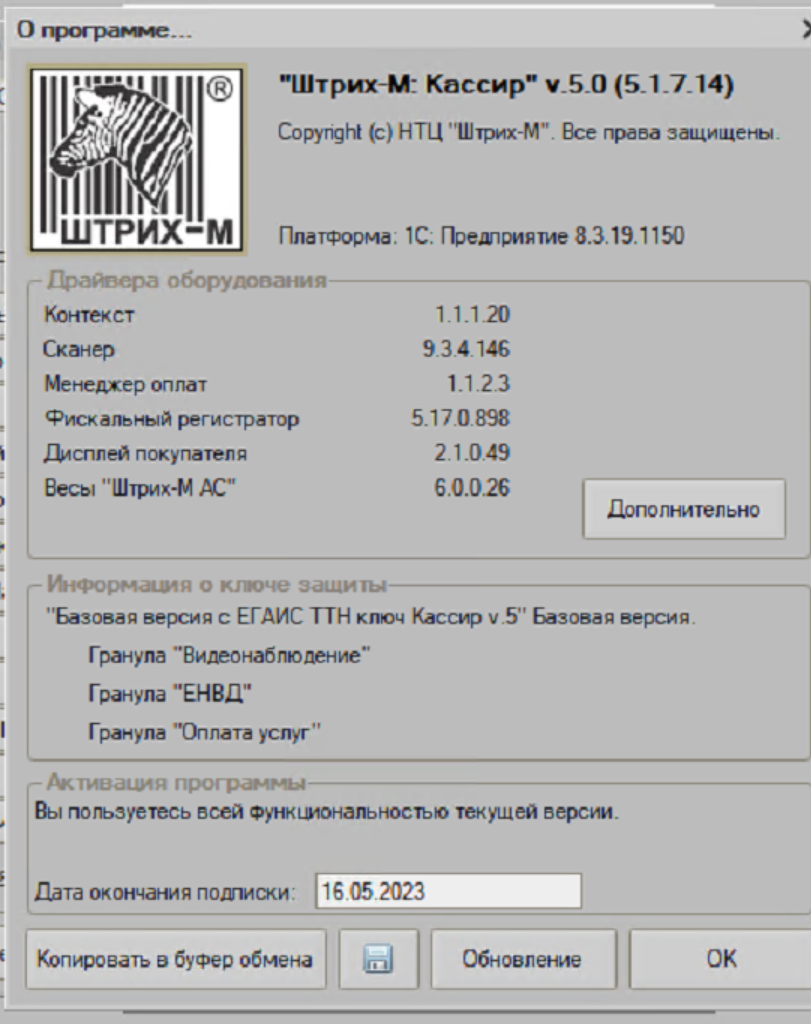 О программе...
®
ШТРИХ-М
"Штрих-М: Кассир" v.5.0 (5.1.7.14)
Copyright (c) НТЦ "Штрих-М". Все права защищены.
Платформа: 1С: Предприятие 8.3.19.1150
Драйвера оборудования
Контекст 1.1.1.20
Сканер 9.3.4.146
Менеджер оплат 1.1.2.3
Фискальный регистратор 5.17.0.898
Дисплей покупателя 2.1.0.49
Весы "Штрих-М АС" 6.0.0.26
Дополнительно
Информация о ключе защиты
"Базовая версия с ЕГАИС ТТН ключ Кассир v.5" Базовая версия.
Гранула "Видеонаблюдение"
Гранула "ЕНВД"
Гранула "Оплата услуг"
Активация программы
Вы пользуетесь всей функциональностью текущей версии.
Дата окончания подписки: 16.05.2023
Копировать в буфер обмена Обновление OK